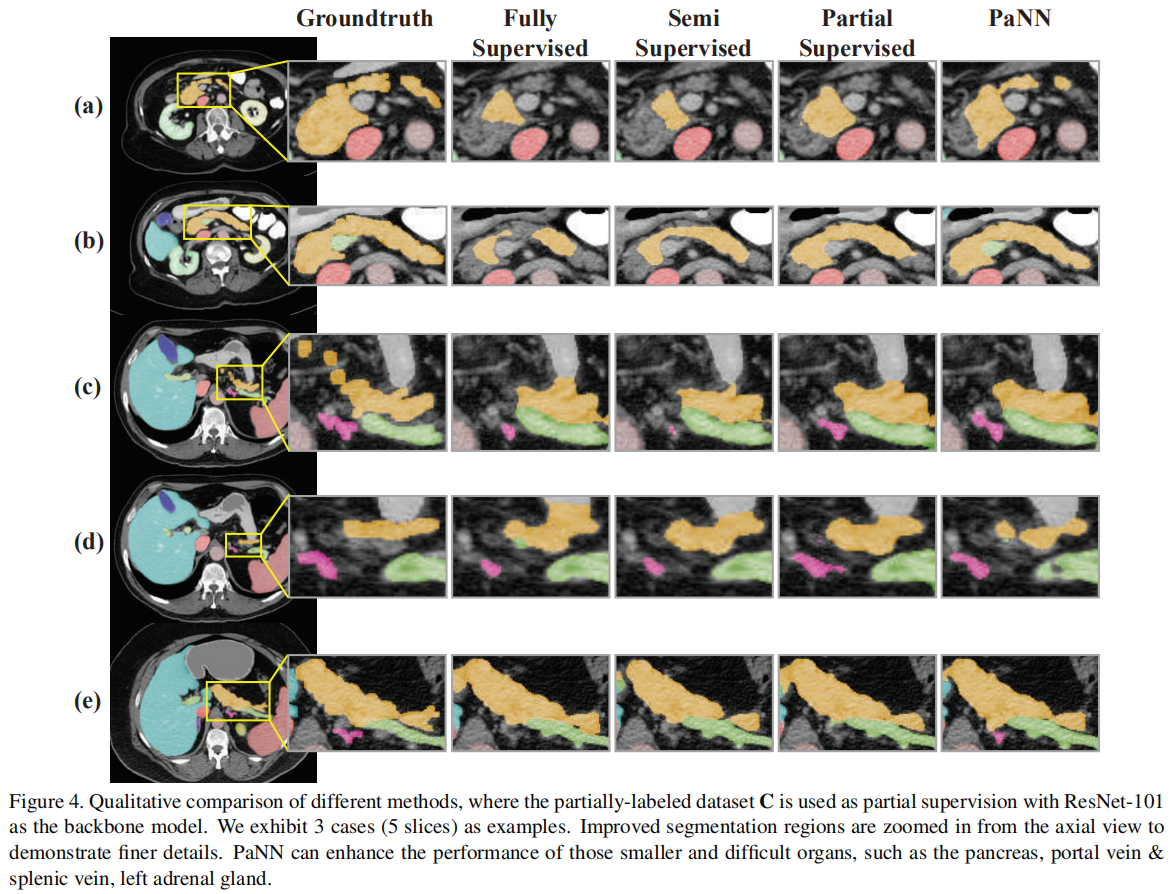 Groundtruth Fully Supervised Semi Supervised Partial Supervised PaNN
(a)
(b)
(c)
(d)
(e)
Figure 4. Qualitative comparison of different methods, where the partially-labeled dataset C is used as partial supervision with ResNet-101
as the backbone model. We exhibit 3 cases (5 slices) as examples. Improved segmentation regions are zoomed in from the axial view to
demonstrate finer details. PaNN can enhance the performance of those smaller and difficult organs, such as the pancreas, portal vein &
splenic vein, left adrenal gland.